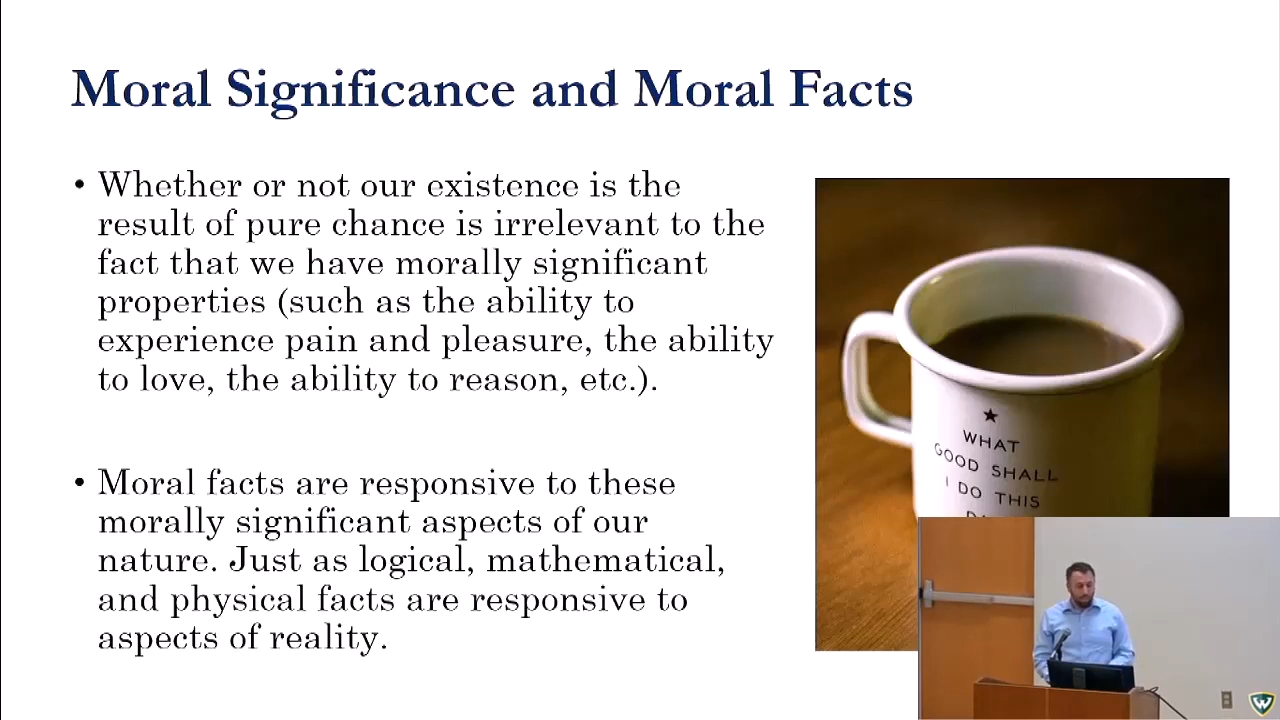 Moral Significance and Moral Facts
• Whether or not our existence is the
result of pure chance is irrelevant to the
fact that we have morally significant
properties (such as the ability to
experience pain and pleasure, the ability
to love, the ability to reason, etc.).
• Moral facts are responsive to these
morally significant aspects of our
nature. Just as logical, mathematical,
and physical facts are responsive to
aspects of reality.
WHAT
GOOD SHALL
I DO THIS
W